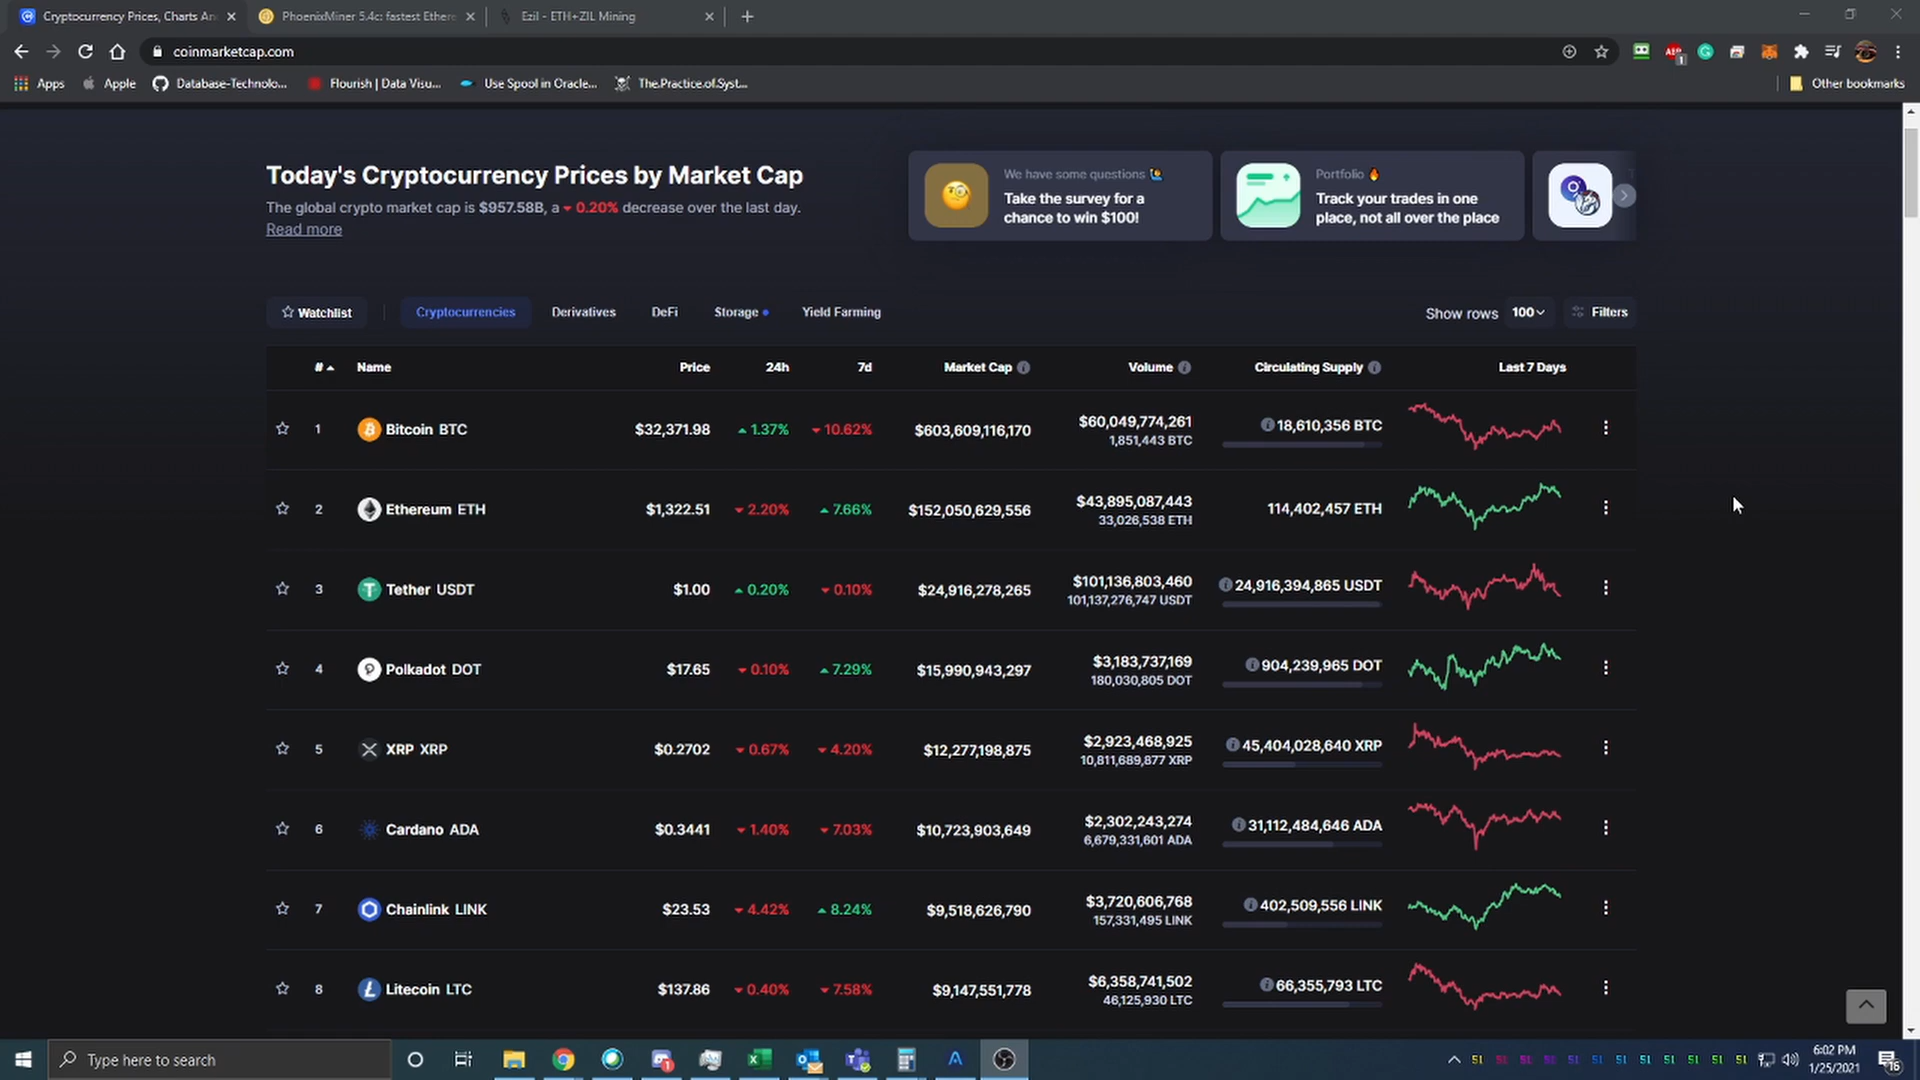 Cryptocurrency Prices, Charts An
PhoenixMiner 5.4c: fastest Ethere
Ezil - ETH+ZIL Mining
coinmarketcap.com
Apps
Apple
Database-Technolo...
Flourish | Data Visu...
Use Spool in Oracle...
The.Practice.of.Syst...
Other bookmarks
Today's Cryptocurrency Prices by Market Cap
The global crypto market cap is $957.58B, a 0.20% decrease over the last day.
Read more
We have some questions
Take the survey for a
chance to win $100!
Portfolio
Track your trades in one
place, not all over the place
Watchlist
Cryptocurrencies
Derivatives
DeFi
Storage
Yield Farming
Show rows
100
Filters
# Name Price 24h 7d Market Cap Volume Circulating Supply Last 7 Days
1 Bitcoin BTC $32,371.98 1.37% 10.62% $603,609,116,170 $60,049,774,261 18,610,356 BTC
1,851,443 BTC
2 Ethereum ETH $1,322.51 2.20% 7.66% $152,050,629,556 $43,895,087,443 114,402,457 ETH
33,026,538 ETH
3 Tether USDT $1.00 0.20% 0.10% $24,916,278,265 $101,136,803,460 24,916,394,865 USDT
101,137,276,747 USDT
4 Polkadot DOT $17.65 0.10% 7.29% $15,990,943,297 $3,183,737,169 904,239,965 DOT
180,030,805 DOT
5 XRP XRP $0.2702 0.67% 4.20% $12,277,198,875 $2,923,468,925 45,404,028,640 XRP
10,811,689,877 XRP
6 Cardano ADA $0.3441 1.40% 7.03% $10,723,903,649 $2,302,243,274 31,112,484,646 ADA
6,679,331,601 ADA
7 Chainlink LINK $23.53 4.42% 8.24% $9,518,626,790 $3,720,606,768 402,509,556 LINK
157,331,495 LINK
8 Litecoin LTC $137.86 0.40% 7.58% $9,147,551,778 $6,358,741,502 66,355,793 LTC
46,125,930 LTC
Type here to search
51 51 51 51 51 51 51 51 51 51 51 51
6:02 PM
1/25/2021
16